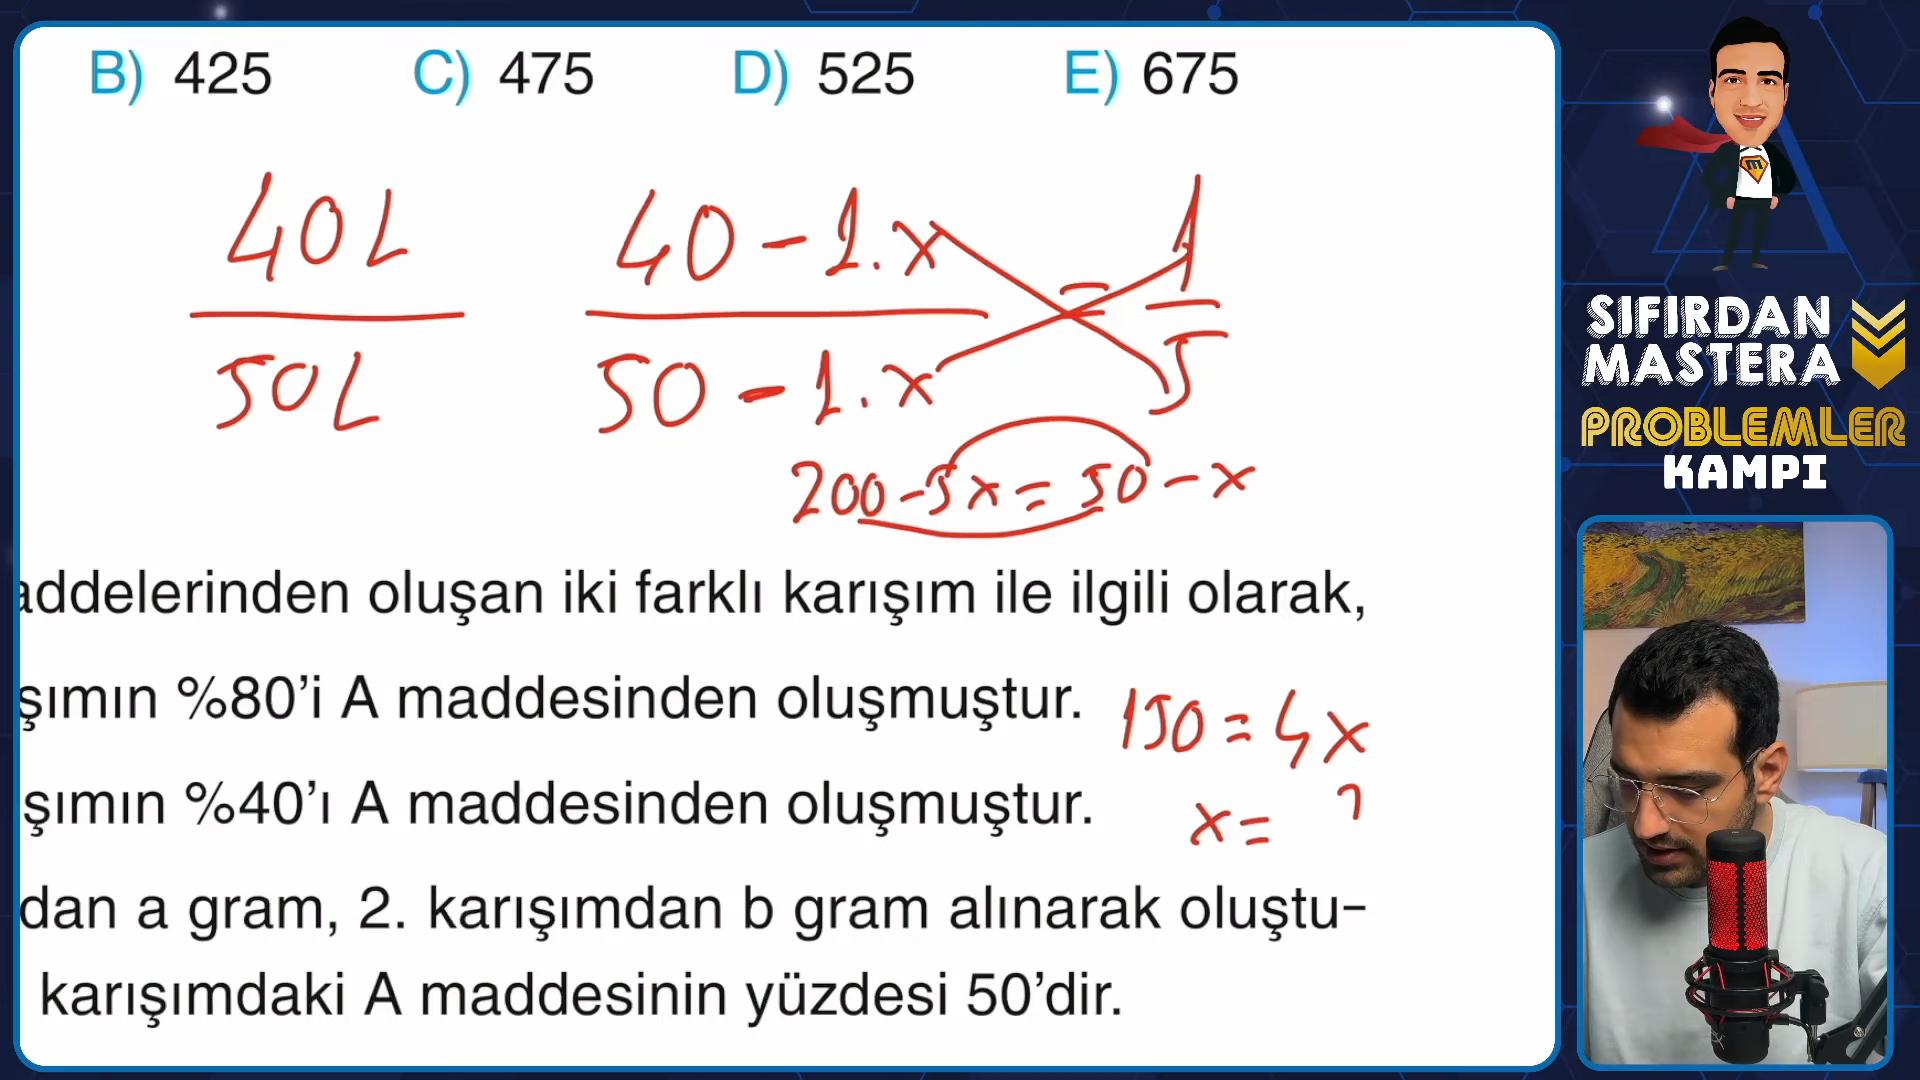 B) 425 C) 475 D) 525 E) 675
40L 40-1.x 1
50L 50-1.x = 5
200-5x=50-x
addelerinden oluşan iki farklı karışım ile ilgili olarak,
şımın %80'i A maddesinden oluşmuştur.
150=4x
şımın %40'ı A maddesinden oluşmuştur.
x=
dan a gram, 2. karışımdan b gram alınarak oluştu-
karışımdaki A maddesinin yüzdesi 50'dir.
SIFIRDAN
MASTERA
PROBLEMLER
KAMPI